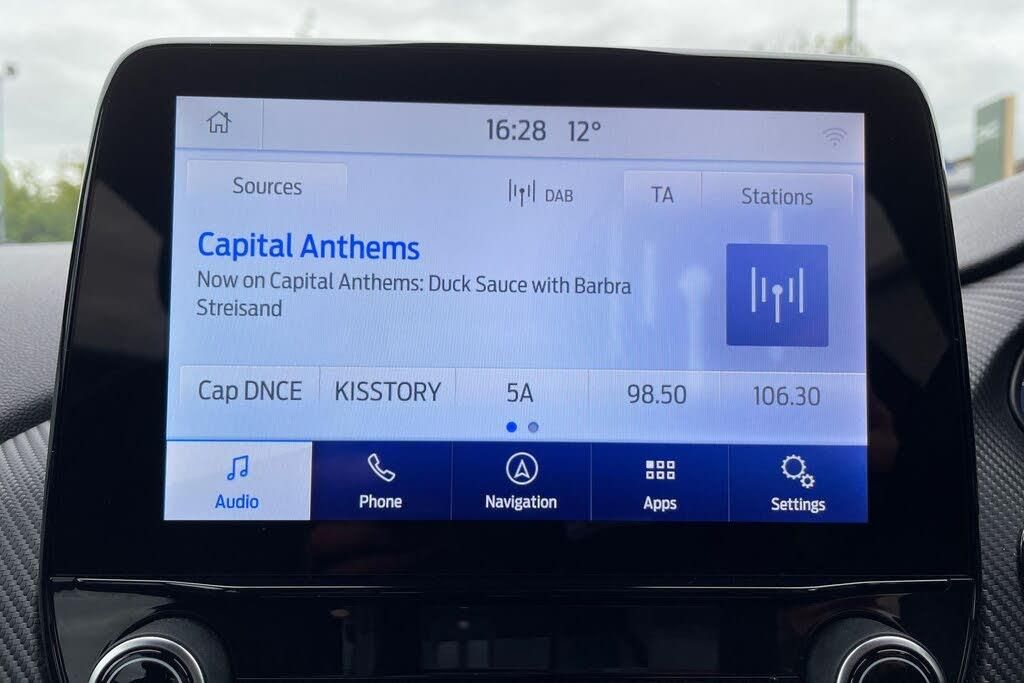 16:28 12°
Sources DAB TA Stations
Capital Anthems
Now on Capital Anthems: Duck Sauce with Barbra
Streisand
Cap DNCE KISSTORY 5A 98.50 106.30
Audio Phone Navigation Apps Settings